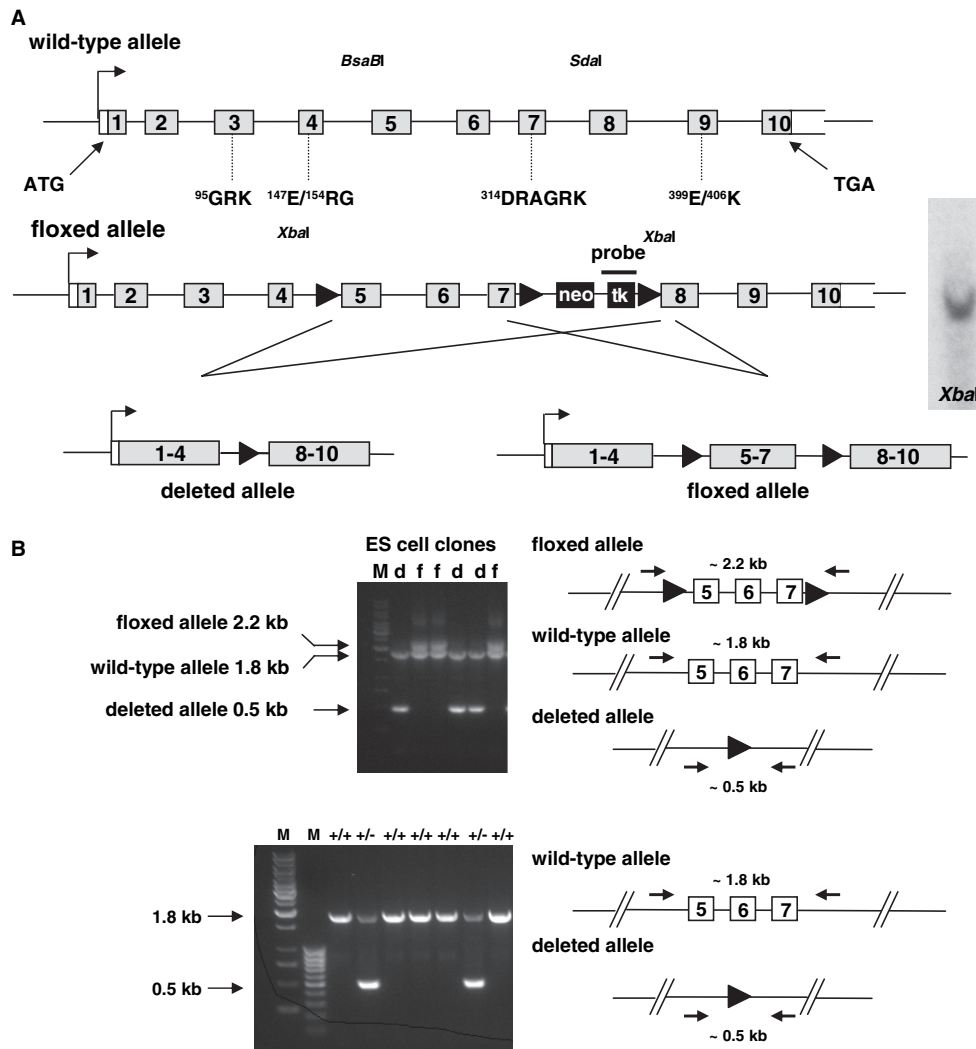 A
wild-type allele
BsaBI SdaI
1 2 3 4 5 6 7 8 9 10
ATG TGA
⁹⁵GRK ¹⁴⁷E/¹⁵⁴RG ³¹⁴DRAGRK ³⁹⁹E/⁴⁰⁶K
floxed allele
XbaI XbaI
probe
1 2 3 4 5 6 7 neo tk 8 9 10
XbaI
1-4 8-10 1-4 5-7 8-10
deleted allele floxed allele
B
ES cell clones
M d f f d d f
floxed allele 2.2 kb
wild-type allele 1.8 kb
deleted allele 0.5 kb
floxed allele
~ 2.2 kb
5 6 7
wild-type allele
~ 1.8 kb
5 6 7
deleted allele
~ 0.5 kb
M M +/+ +/- +/+ +/+ +/+ +/- +/+
1.8 kb
0.5 kb
wild-type allele
~ 1.8 kb
5 6 7
deleted allele
~ 0.5 kb